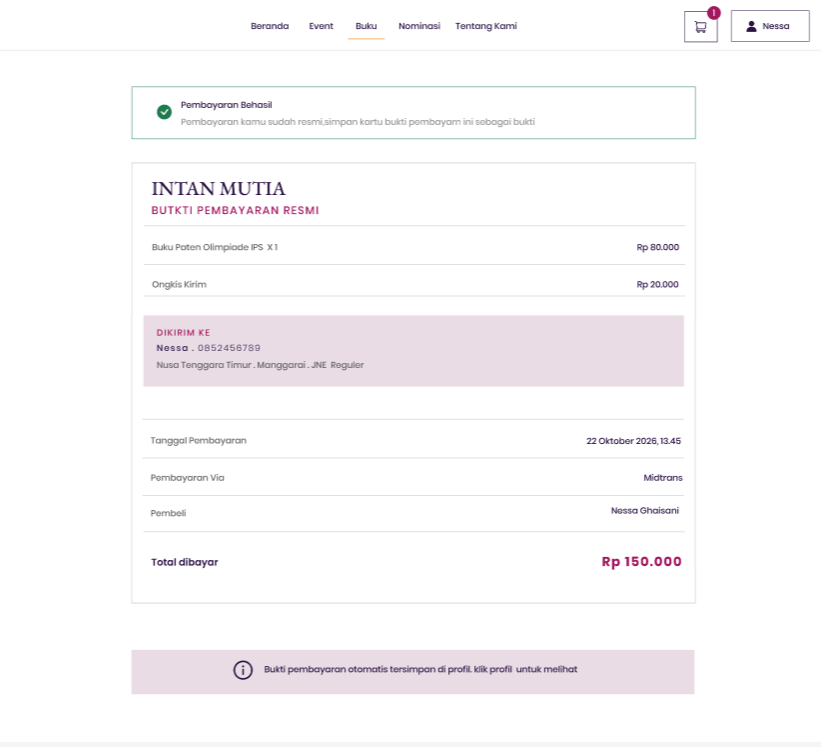 Beranda Event Buku Nominasi Tentang Kami 1 Nessa
Pembayaran Behasil
Pembayaran kamu sudah resmi,simpan kartu bukti pembayarn ini sebagai bukti
INTAN MUTIA
BUTKTI PEMBAYARAN RESMI
Buku Paten Olimpiade IPS X 1 Rp 80.000
Ongkis Kirim Rp 20.000
DIKIRIM KE
Nessa . 0852456789
Nusa Tenggara Timur . Manggarai . JNE Reguler
Tanggal Pembayaran 22 Oktober 2026, 13.45
Pembayaran Via Midtrans
Pembeli Nessa Ghaisani
Total dibayar Rp 150.000
Bukti pembayaran otomatis tersimpan di profil. klik profil untuk melihat